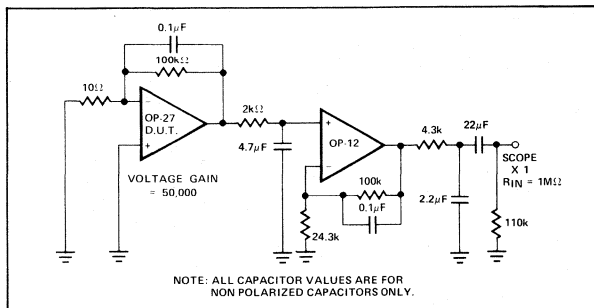 0.1µF
100kΩ
10Ω
−
OP-27
D.U.T.
+
VOLTAGE GAIN
= 50,000
2kΩ
4.7µF
+
OP-12
−
100k
0.1µF
24.3k
4.3k
22µF
2.2µF
SCOPE
X 1
RIN = 1MΩ
110k
NOTE: ALL CAPACITOR VALUES ARE FOR
NON POLARIZED CAPACITORS ONLY.